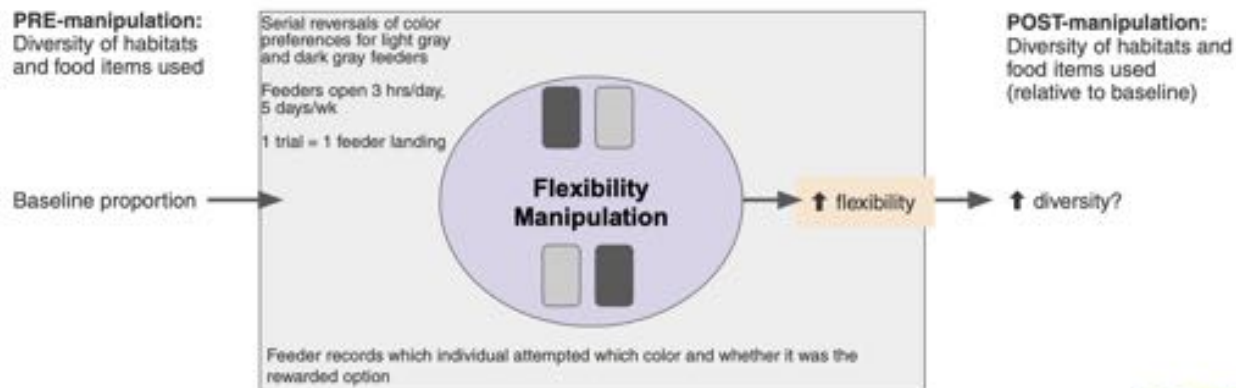 PRE-manipulation:
Diversity of habitats
and food items used
Baseline proportion
Serial reversals of color
preferences for light gray
and dark gray feeders
Feeders open 3 hrs/day,
5 days/wk
1 trial = 1 feeder landing
Flexibility
Manipulation
Feeder records which individual attempted which color and whether it was the
rewarded option
⬆ flexibility
POST-manipulation:
Diversity of habitats and
food items used
(relative to baseline)
⬆ diversity?